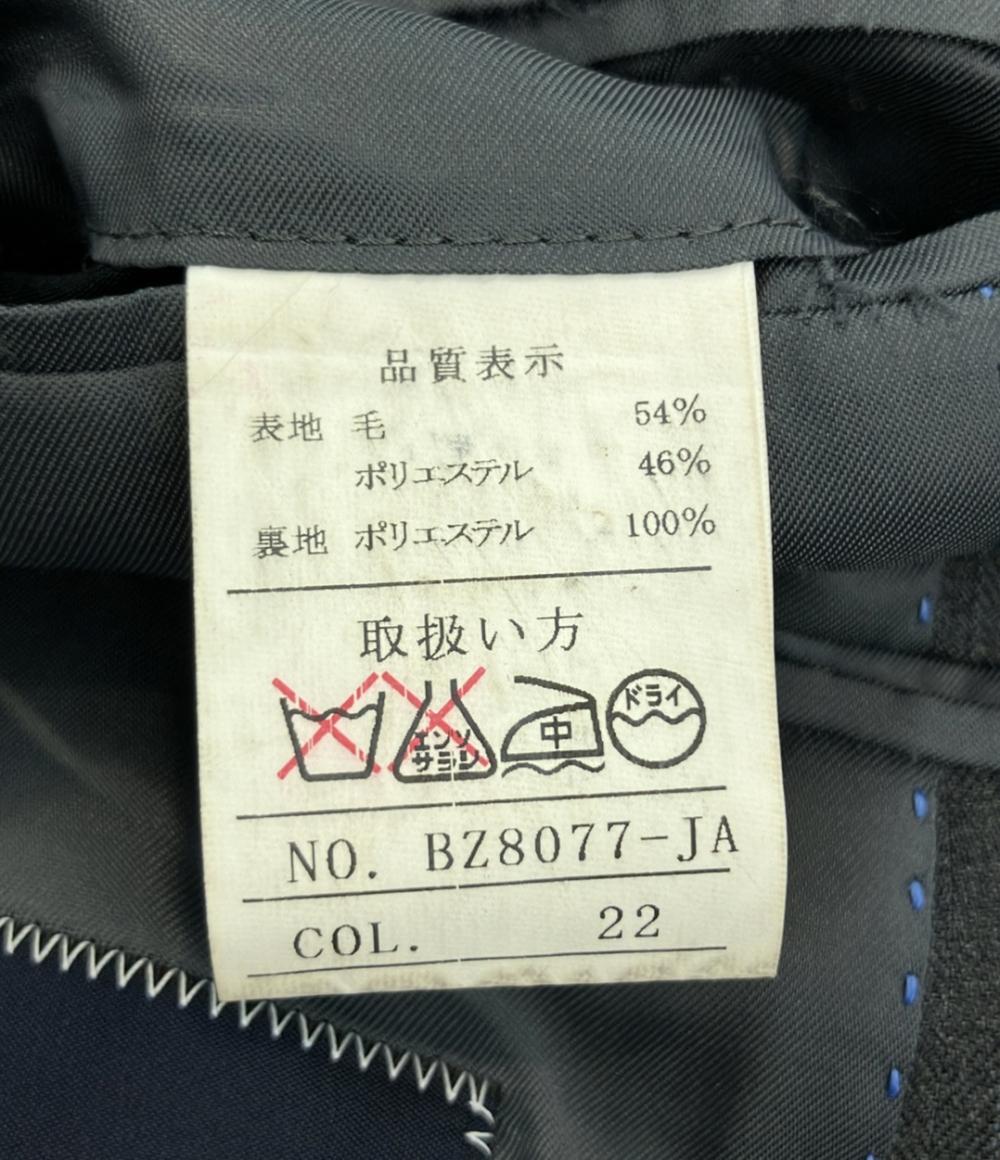 品質表示
表地 毛 54%
ポリエステル 46%
裏地 ポリエステル 100%
取扱い方
エンソ
サラシ
中
ドライ
NO. BZ8077-JA
COL. 22